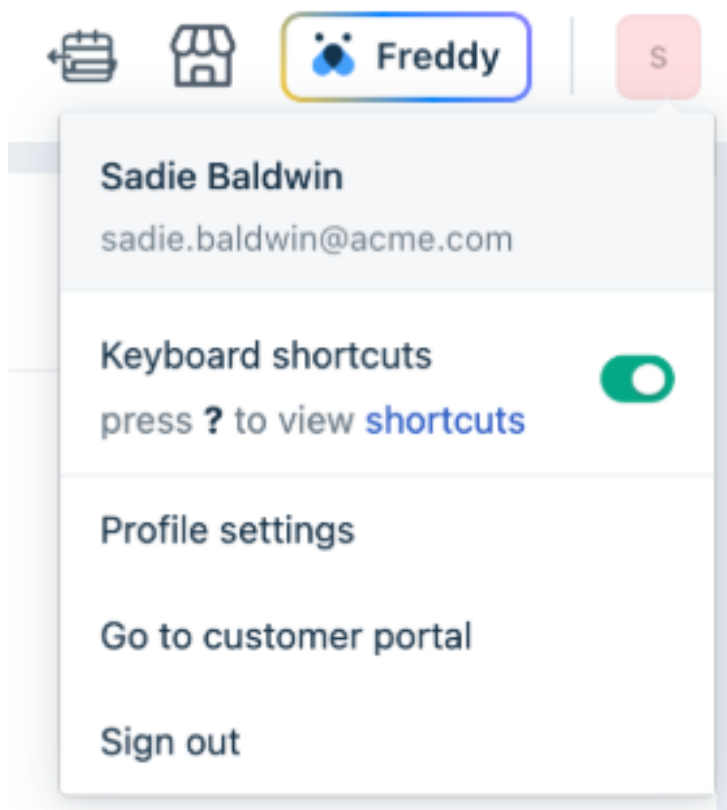 Freddy
S
Sadie Baldwin
sadie.baldwin@acme.com
Keyboard shortcuts
press ? to view shortcuts
Profile settings
Go to customer portal
Sign out